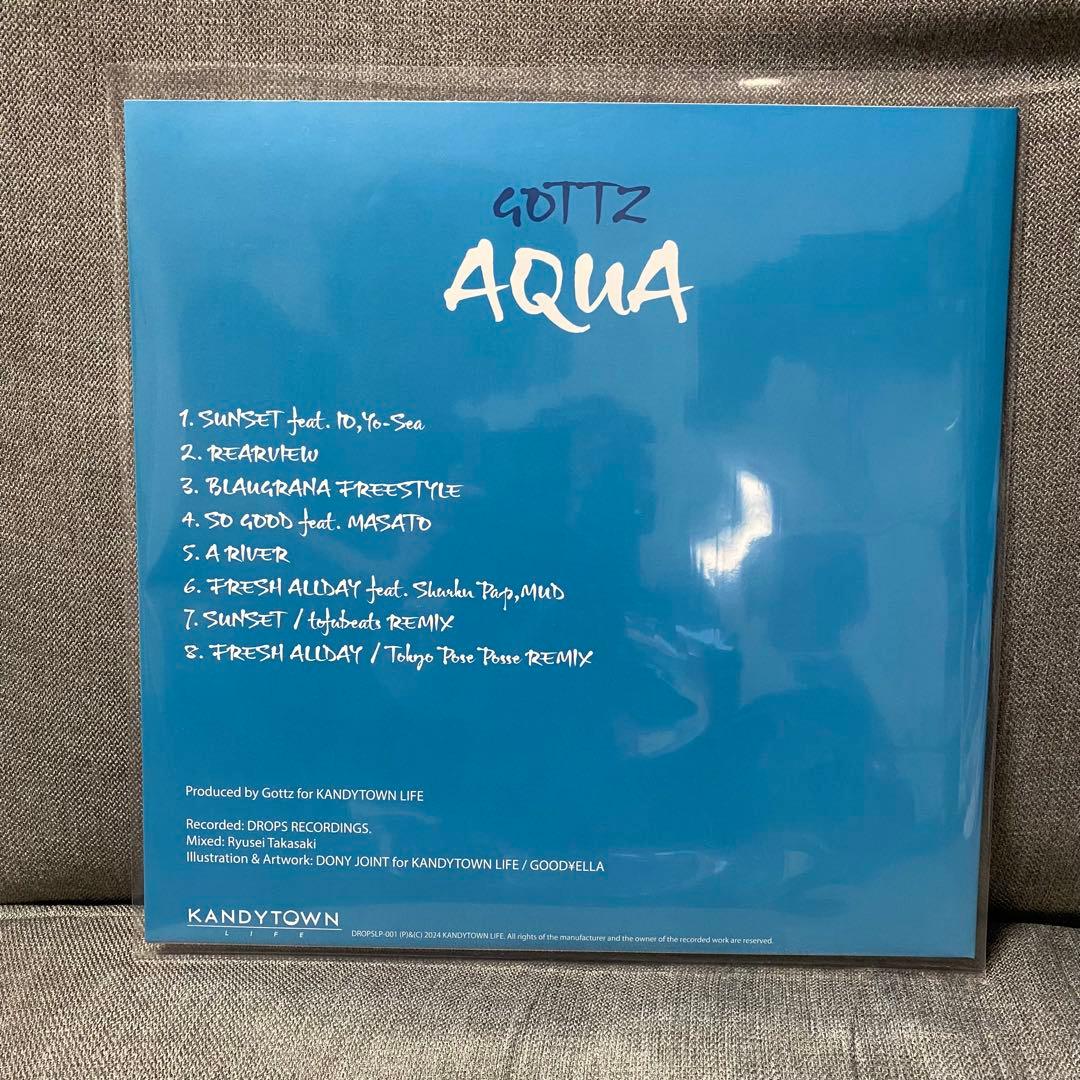 GOTTZ
AQUA
1. SUNSET feat. IO,Yo-Sea
2. REARVIEW
3. BLAUGRANA FREESTYLE
4. SO GOOD feat. MASATO
5. A RIVER
6. FRESH ALLDAY feat. Shurkn Pap,MUD
7. SUNSET / tofubeats REMIX
8. FRESH ALLDAY / Tokyo Pose Posse REMIX
Produced by Gottz for KANDYTOWN LIFE
Recorded: DROPS RECORDINGS.
Mixed: Ryusei Takasaki
Illustration & Artwork: DONY JOINT for KANDYTOWN LIFE / GOOD¥ELLA
KANDYTOWN
LIFE
DROPSLP-001 (P)&(C) 2024 KANDYTOWN LIFE. All rights of the manufacturer and the owner of the recorded work are reserved.